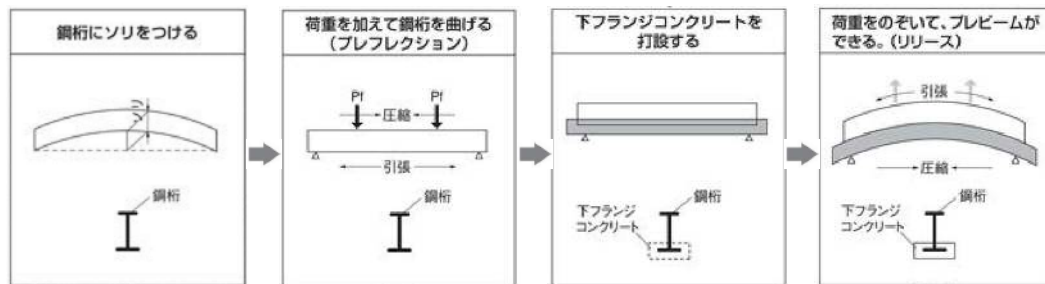 鋼桁にソリをつける
ソリ
鋼桁
荷重を加えて鋼桁を曲げる
（プレフレクション）
Pf
Pf
圧縮
引張
鋼桁
下フランジコンクリートを
打設する
鋼桁
下フランジ
コンクリート
荷重をのぞいて、プレビームが
できる。（リリース）
引張
圧縮
鋼桁
下フランジ
コンクリート